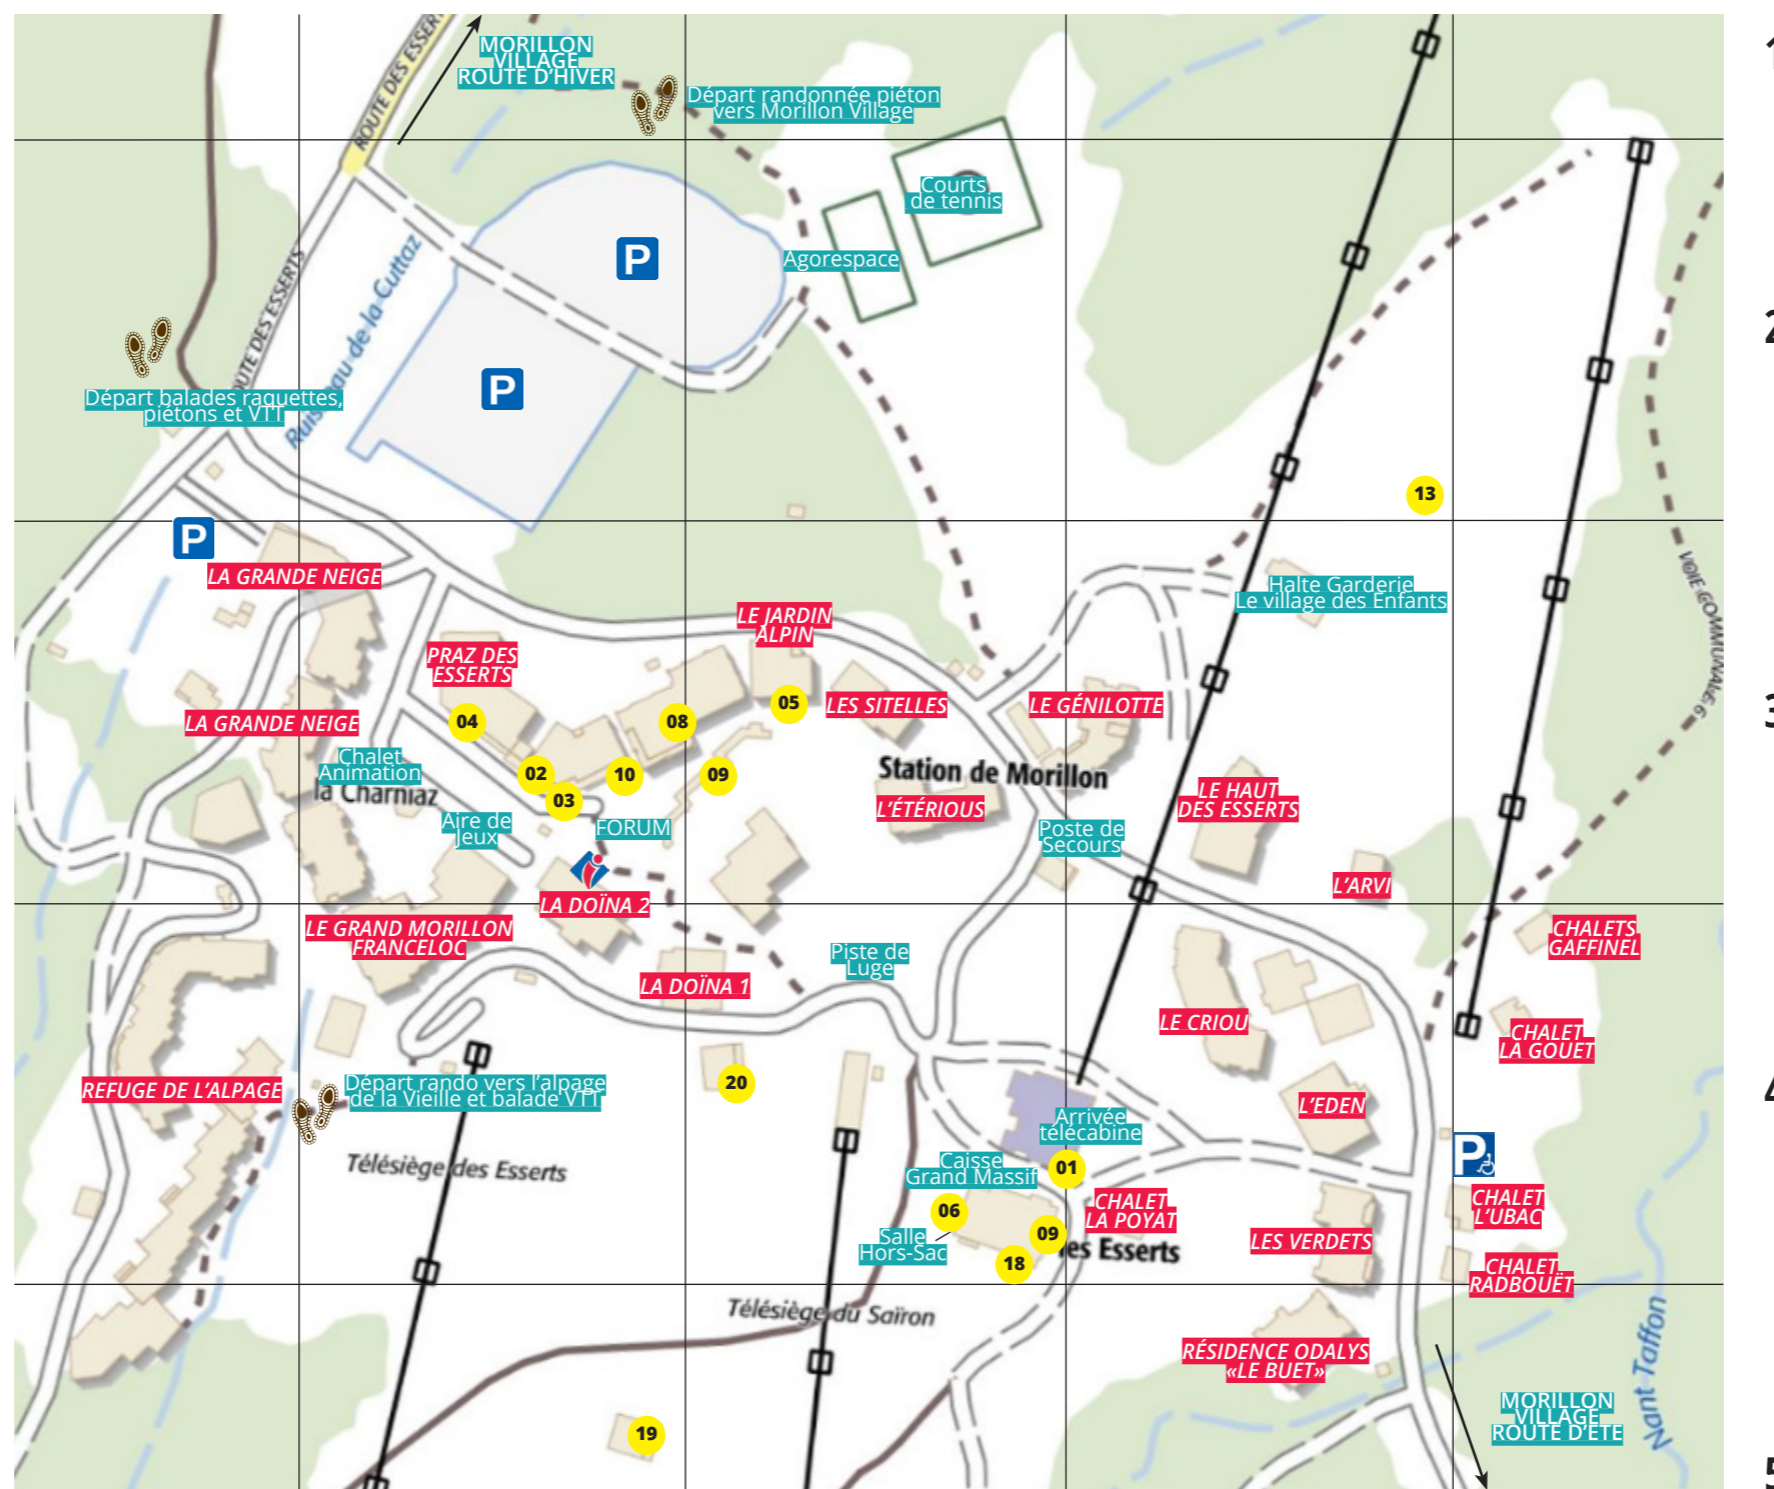 ROUTE DES ESSERTS
MORILLON
VILLAGE
ROUTE D'HIVER
Départ randonnée piéton
vers Morillon Village
Courts
de tennis
Agorespace
P
P
ROUTE DES ESSERTS
Ruisseau de la Cuttaz
Départ balades raquettes,
piétons et VTT
2
13
P
LA GRANDE NEIGE
Halte Garderie
Le village des Enfants
VOIE COMMUNALE
LE JARDIN
ALPIN
PRAZ DES
ESSERTS
LA GRANDE NEIGE
04
08
05
LES SITELLES
LE GÉNILOTTE
3
Chalet
Animation
la Charniaz
02
03
10
09
Station de Morillon
L'ÉTÉRIOUS
LE HAUT
DES ESSERTS
Aire de
Jeux
FORUM
Poste de
Secours
L'ARVI
LA DOÏNA 2
LE GRAND MORILLON
FRANCELOC
LA DOÏNA 1
Piste de
Luge
CHALETS
GAFFINEL
LE CRIOU
CHALET
LA GOUET
REFUGE DE L'ALPAGE
Départ rando vers l'alpage
de la Vieille et balade VTT
20
Arrivée
télécabine
L'EDEN
4
Télésiège des Esserts
Caisse
Grand Massif
01
P
06
CHALET
LA POYAT
CHALET
L'UBAC
Salle
Hors-Sac
09
18
les Esserts
LES VERDETS
CHALET
RADBOUËT
Télésiège du Saïron
RÉSIDENCE ODALYS
«LE BUET»
Nant Taffon
MORILLON
VILLAGE
ROUTE D'ÉTÉ
19
5